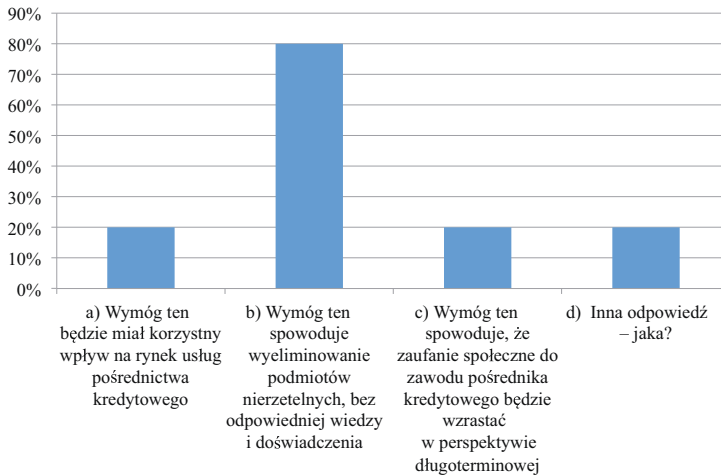 90%
80%
70%
60%
50%
40%
30%
20%
10%
0%
a) Wymóg ten
będzie miał korzystny
wpływ na rynek usług
pośrednictwa
kredytowego
b) Wymóg ten
spowoduje
wyeliminowanie
podmiotów
nierzetelnych, bez
odpowiedniej wiedzy
i doświadczenia
c) Wymóg ten
spowoduje, że
zaufanie społeczne do
zawodu pośrednika
kredytowego będzie
wzrastać
w perspektywie
długoterminowej
d) Inna odpowiedź
– jaka?